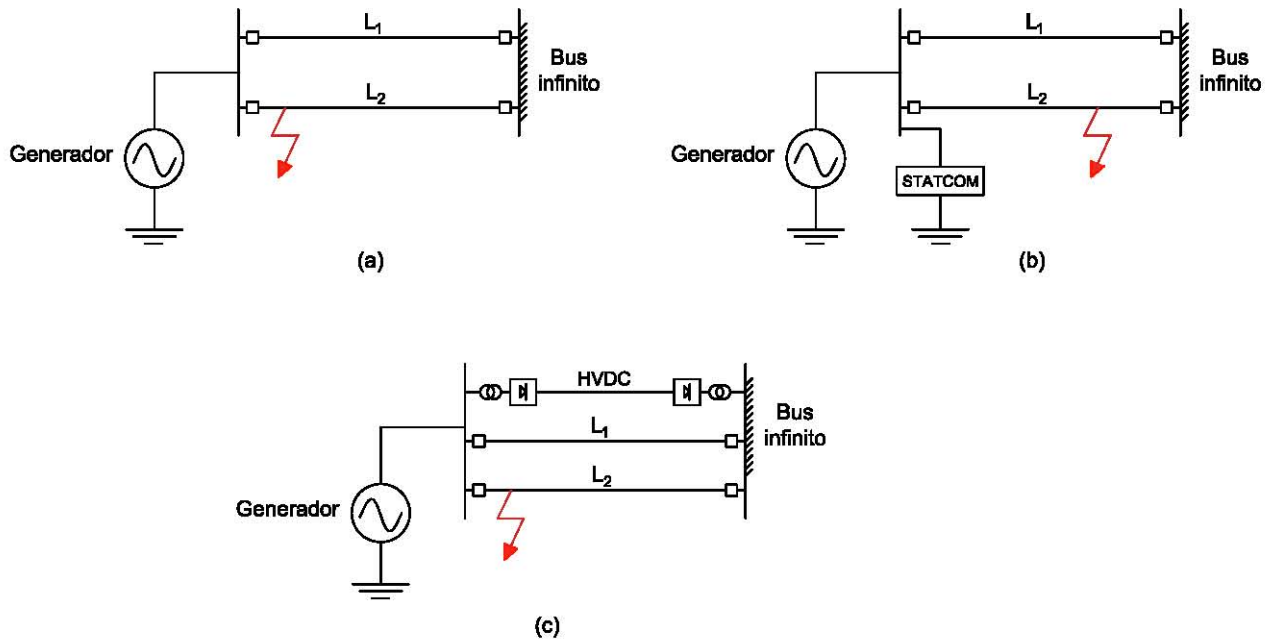 L1
L2
Bus
infinito
Generador
(a)
L1
L2
Bus
infinito
Generador
STATCOM
(b)
HVDC
L1
L2
Bus
infinito
Generador
(c)